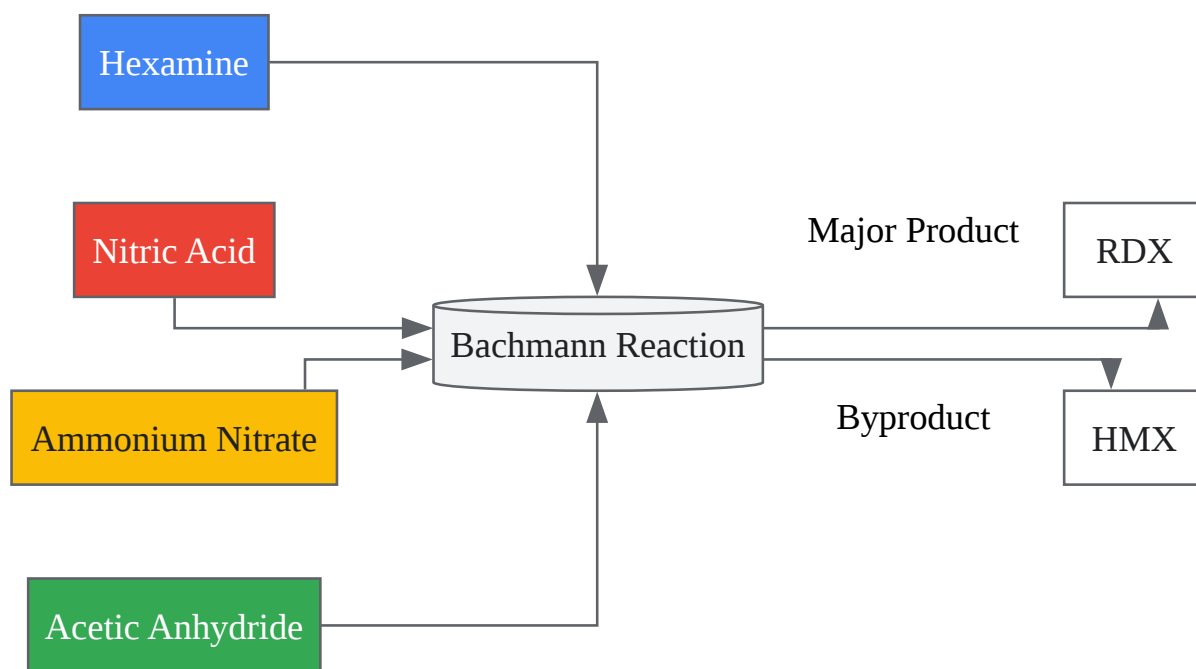 Hexamine
Nitric Acid
Major Product
RDX
Bachmann Reaction
Ammonium Nitrate
Byproduct
HMX
Acetic Anhydride